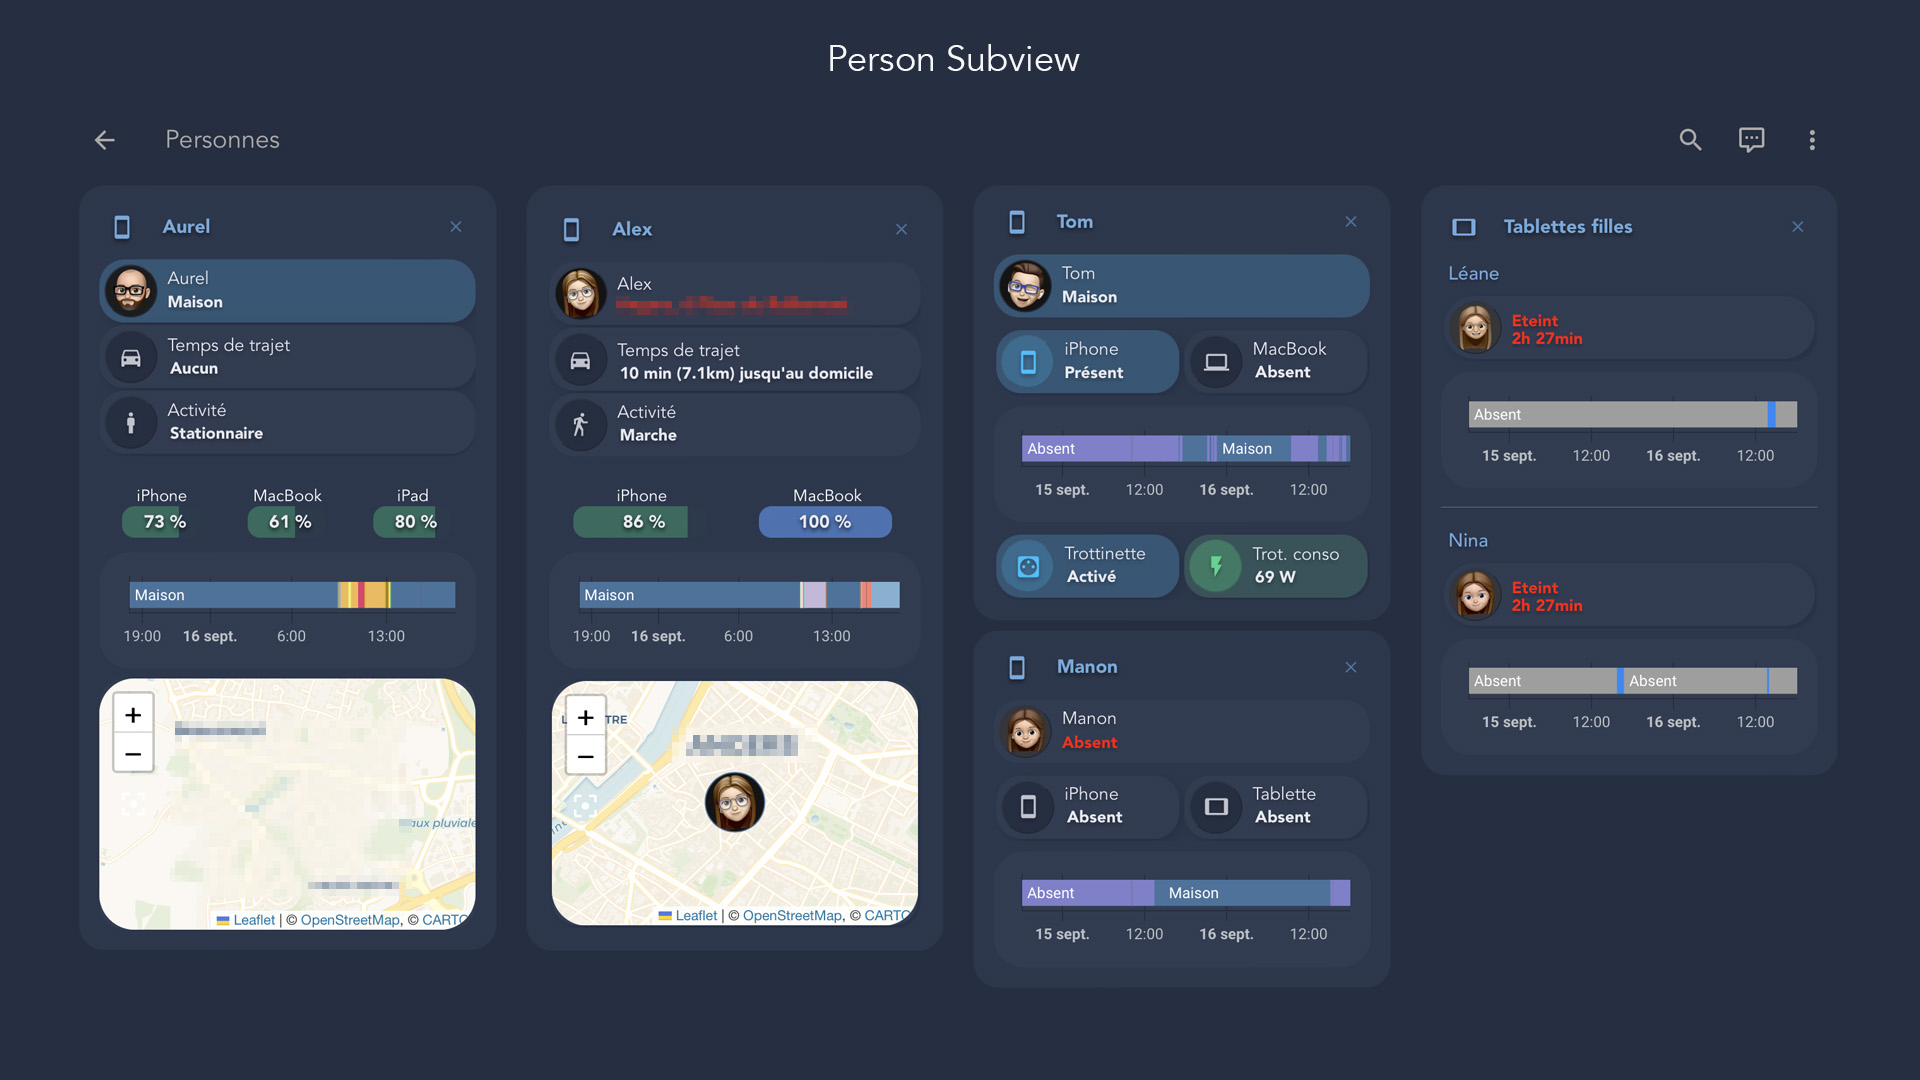 Person Subview
Personnes
Aurel
Aurel
Maison
Temps de trajet
Aucun
Activité
Stationnaire
iPhone
MacBook
iPad
73 %
61 %
80 %
Maison
19:00
16 sept.
6:00
13:00
+
−
aux pluviale
Leaflet | © OpenStreetMap, © CARTO
Alex
Alex
Temps de trajet
10 min (7.1km) jusqu'au domicile
Activité
Marche
iPhone
MacBook
86 %
100 %
Maison
19:00
16 sept.
6:00
13:00
+
−
TRE
Leaflet | © OpenStreetMap, © CARTO
Tom
Tom
Maison
iPhone
Présent
MacBook
Absent
Absent
Maison
15 sept.
12:00
16 sept.
12:00
Trottinette
Activé
Trot. conso
69 W
Manon
Manon
Absent
iPhone
Absent
Tablette
Absent
Absent
Maison
15 sept.
12:00
16 sept.
12:00
Tablettes filles
Léane
Eteint
2h 27min
Absent
15 sept.
12:00
16 sept.
12:00
Nina
Eteint
2h 27min
Absent
Absent
15 sept.
12:00
16 sept.
12:00